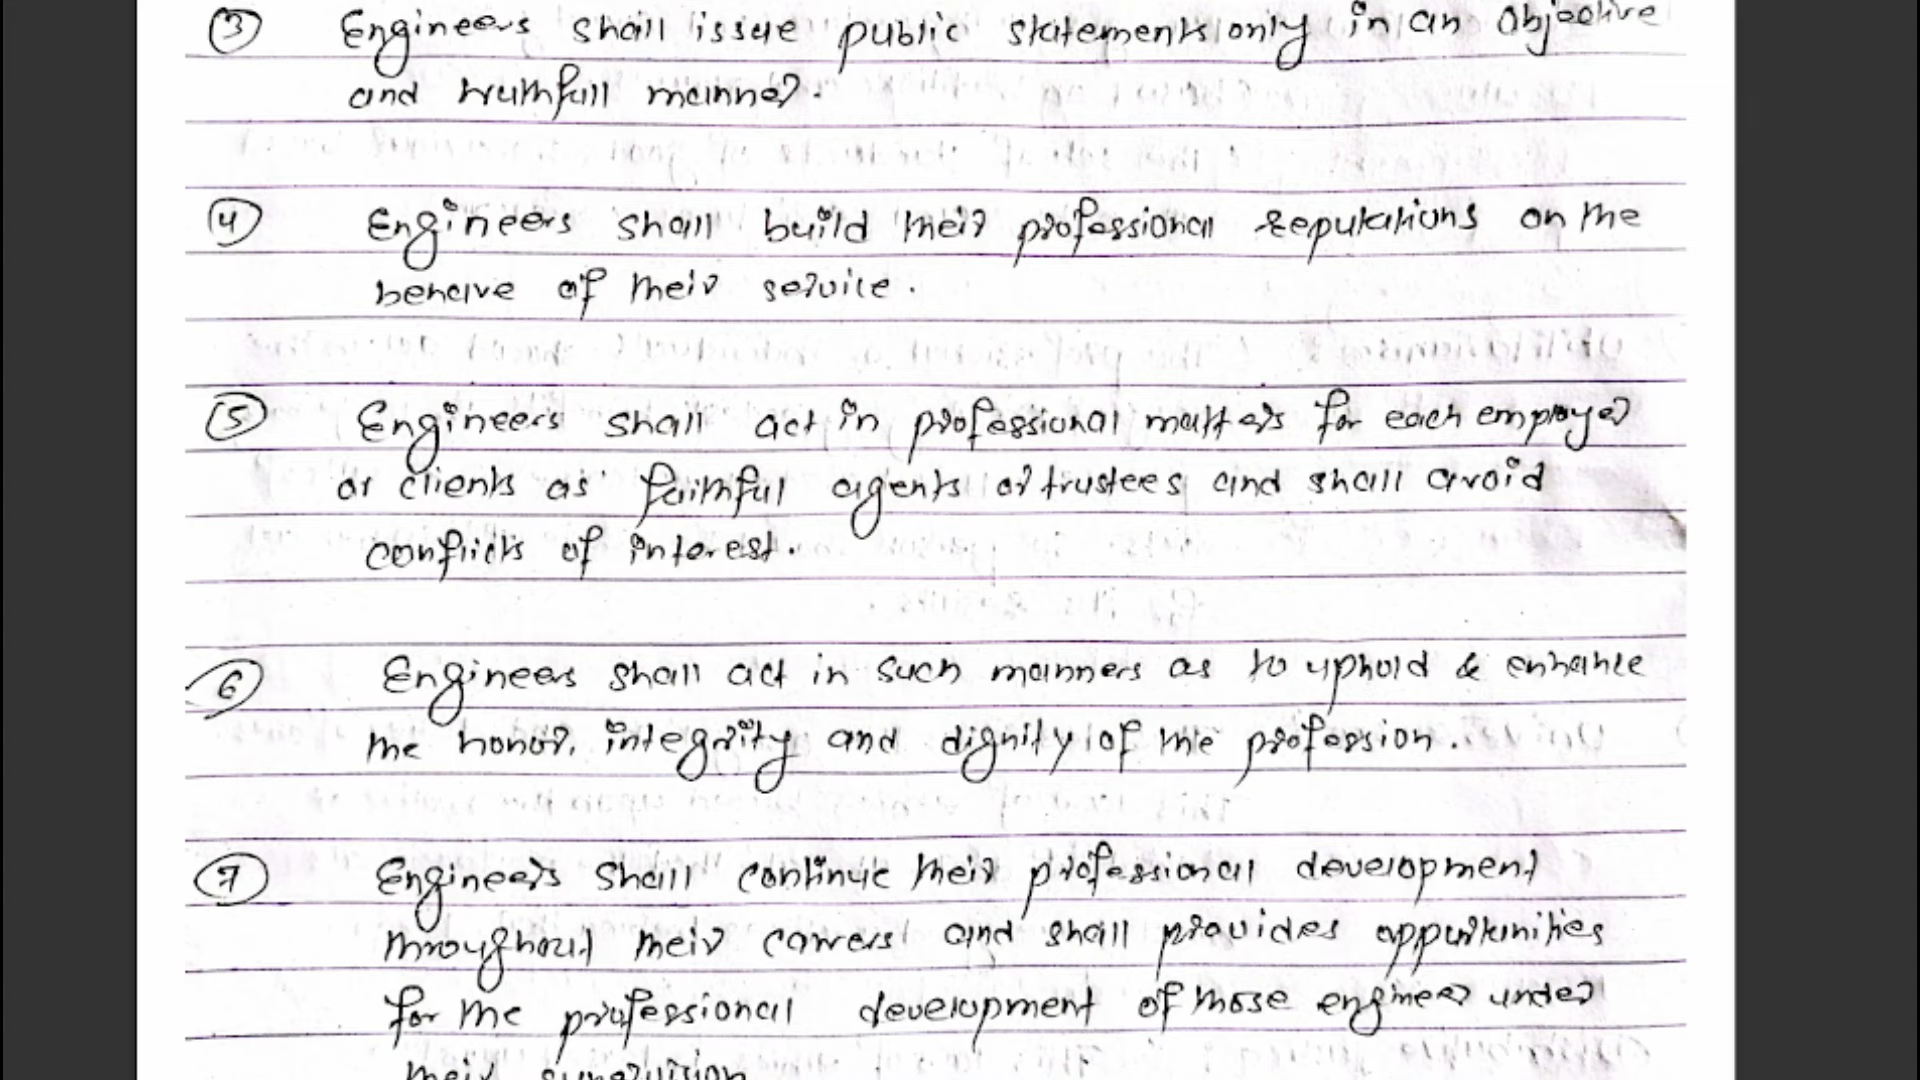 ③ Engineers shall issue public statements only in an objective
and truthfull manner.
④ Engineers shall build their professional reputations on the
of their service.
⑤ Engineers shall act in professional matters for each employer
or clients as faithful agents or trustees and shall avoid
conflicts of interest.
⑥ Engineers shall act in such manners as to uphold & enhance
the honor, integrity and dignity of the profession.
⑦ Engineers shall continue their professional development
throughout their careers and shall provides oppurtunities
for the professional development of those engineer under
their supervision